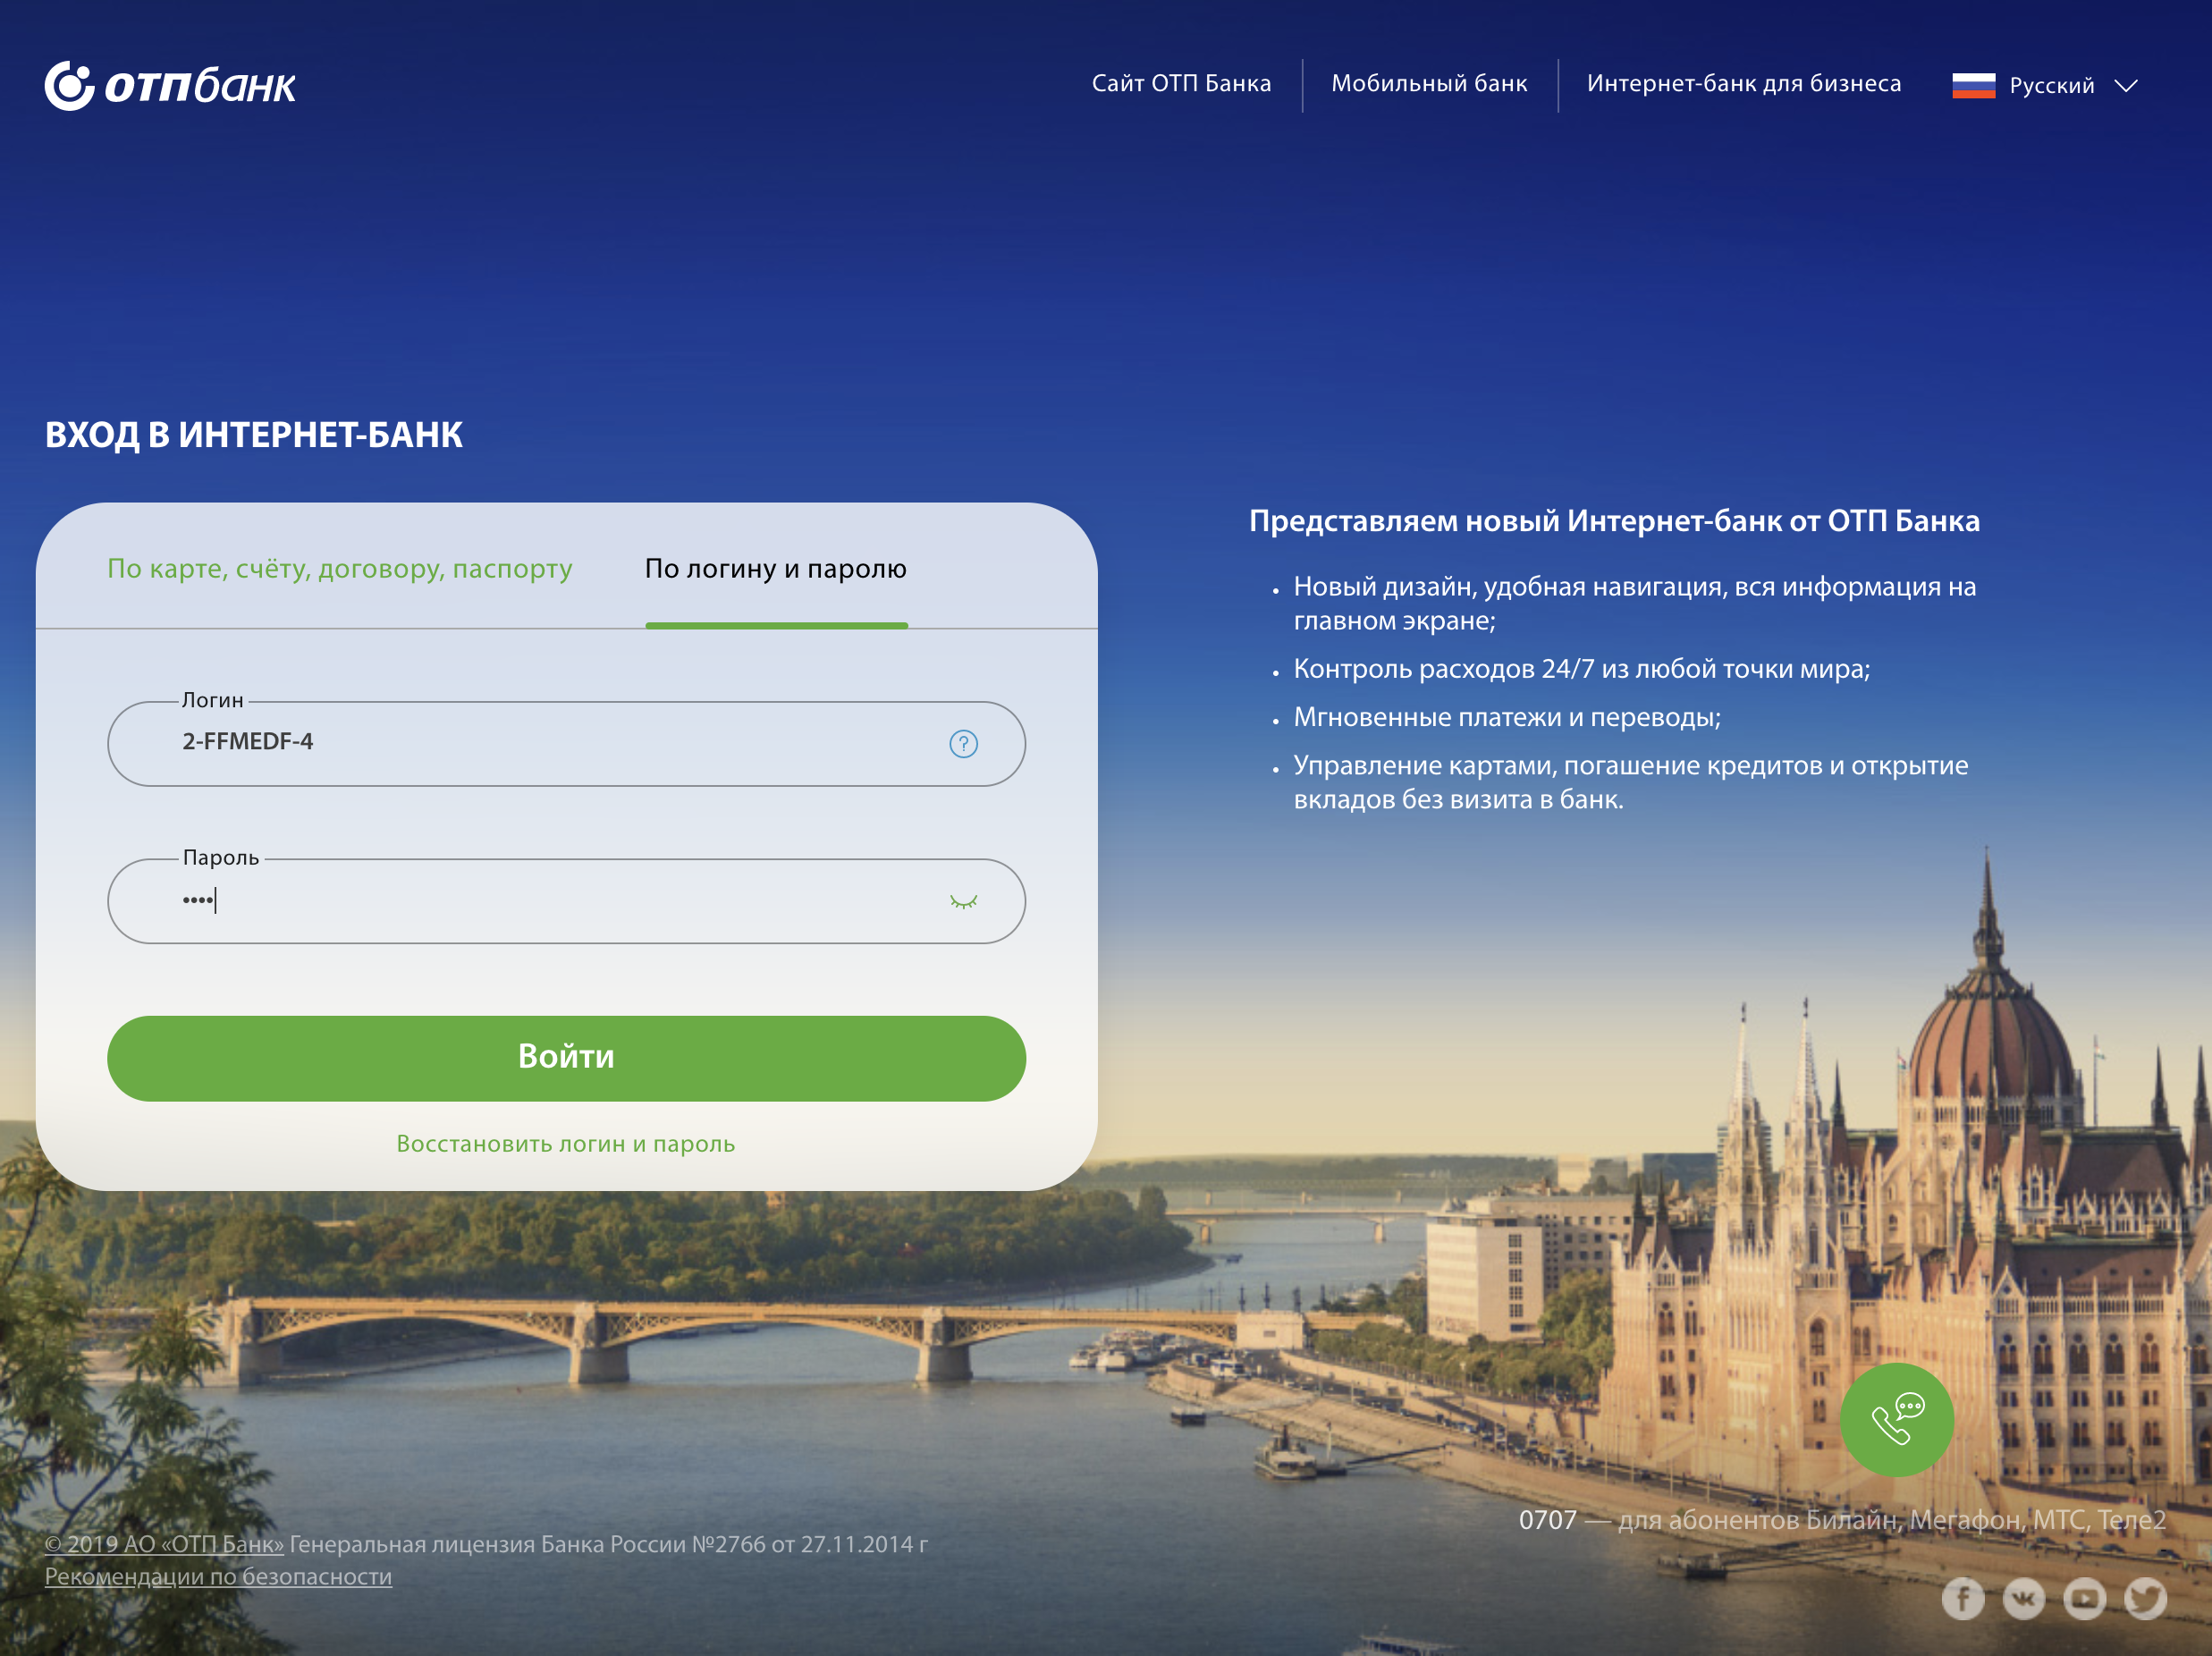 отпбанк
Сайт ОТП Банка
Мобильный банк
Интернет-банк для бизнеса
Русский
ВХОД В ИНТЕРНЕТ-БАНК
По карте, счёту, договору, паспорту
По логину и паролю
Логин
2-FFMEDF-4
?
Пароль
••••
Войти
Восстановить логин и пароль
Представляем новый Интернет-банк от ОТП Банка
• Новый дизайн, удобная навигация, вся информация на
главном экране;
• Контроль расходов 24/7 из любой точки мира;
• Мгновенные платежи и переводы;
• Управление картами, погашение кредитов и открытие
вкладов без визита в банк.
0707 — для абонентов Билайн, Мегафон, МТС, Теле2
© 2019 АО «ОТП Банк» Генеральная лицензия Банка России №2766 от 27.11.2014 г
Рекомендации по безопасности